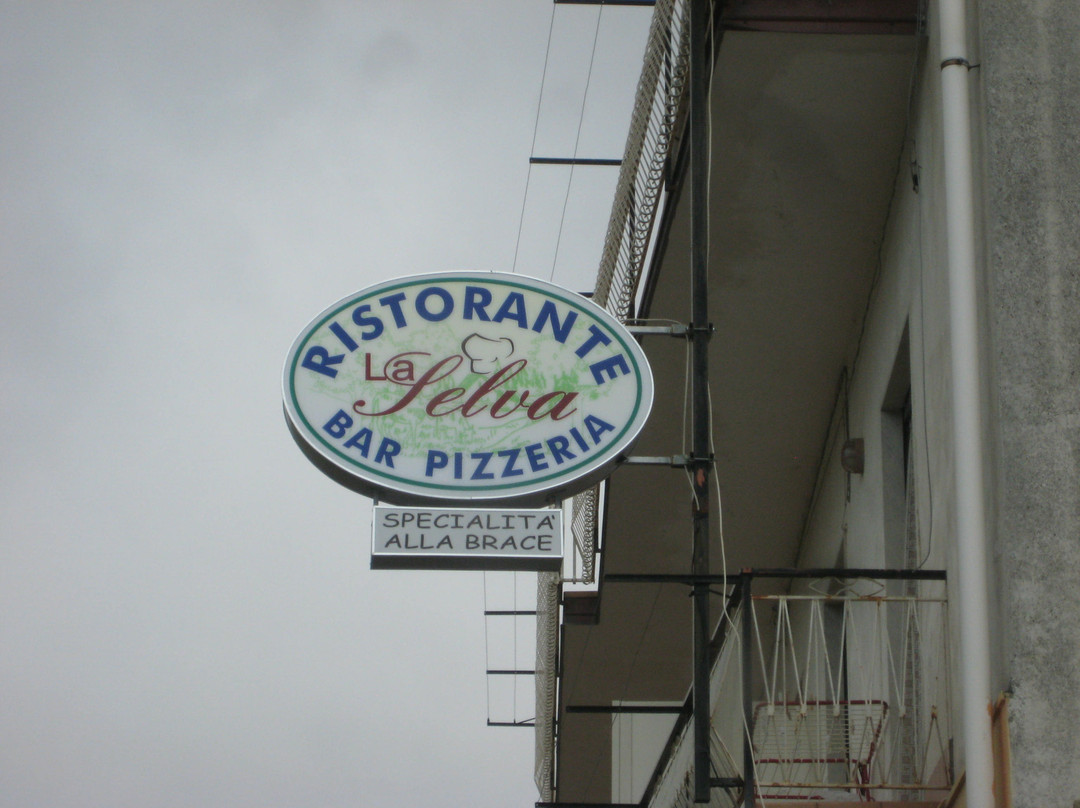 RISTORANTE
La Selva
BAR PIZZERIA
SPECIALITA'
ALLA BRACE